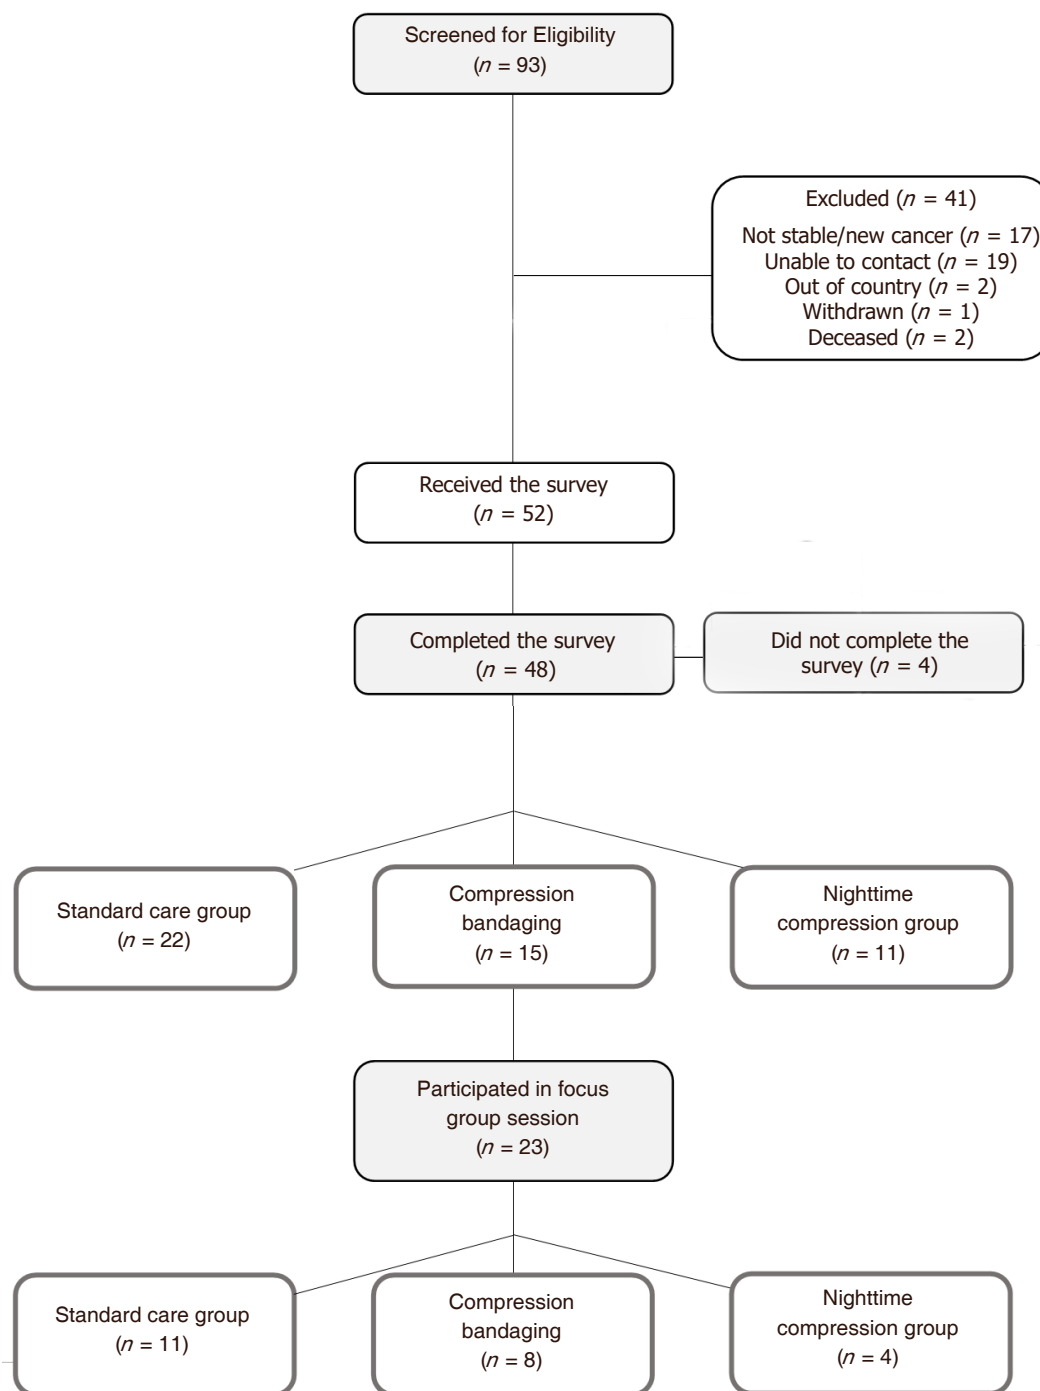 Screened for Eligibility
(n = 93)
Excluded (n = 41)
Not stable/new cancer (n = 17)
Unable to contact (n = 19)
Out of country (n = 2)
Withdrawn (n = 1)
Deceased (n = 2)
Received the survey
(n = 52)
Completed the survey
(n = 48)
Did not complete the
survey (n = 4)
Standard care group
(n = 22)
Compression
bandaging
(n = 15)
Nighttime
compression group
(n = 11)
Participated in focus
group session
(n = 23)
Standard care group
(n = 11)
Compression
bandaging
(n = 8)
Nighttime
compression group
(n = 4)